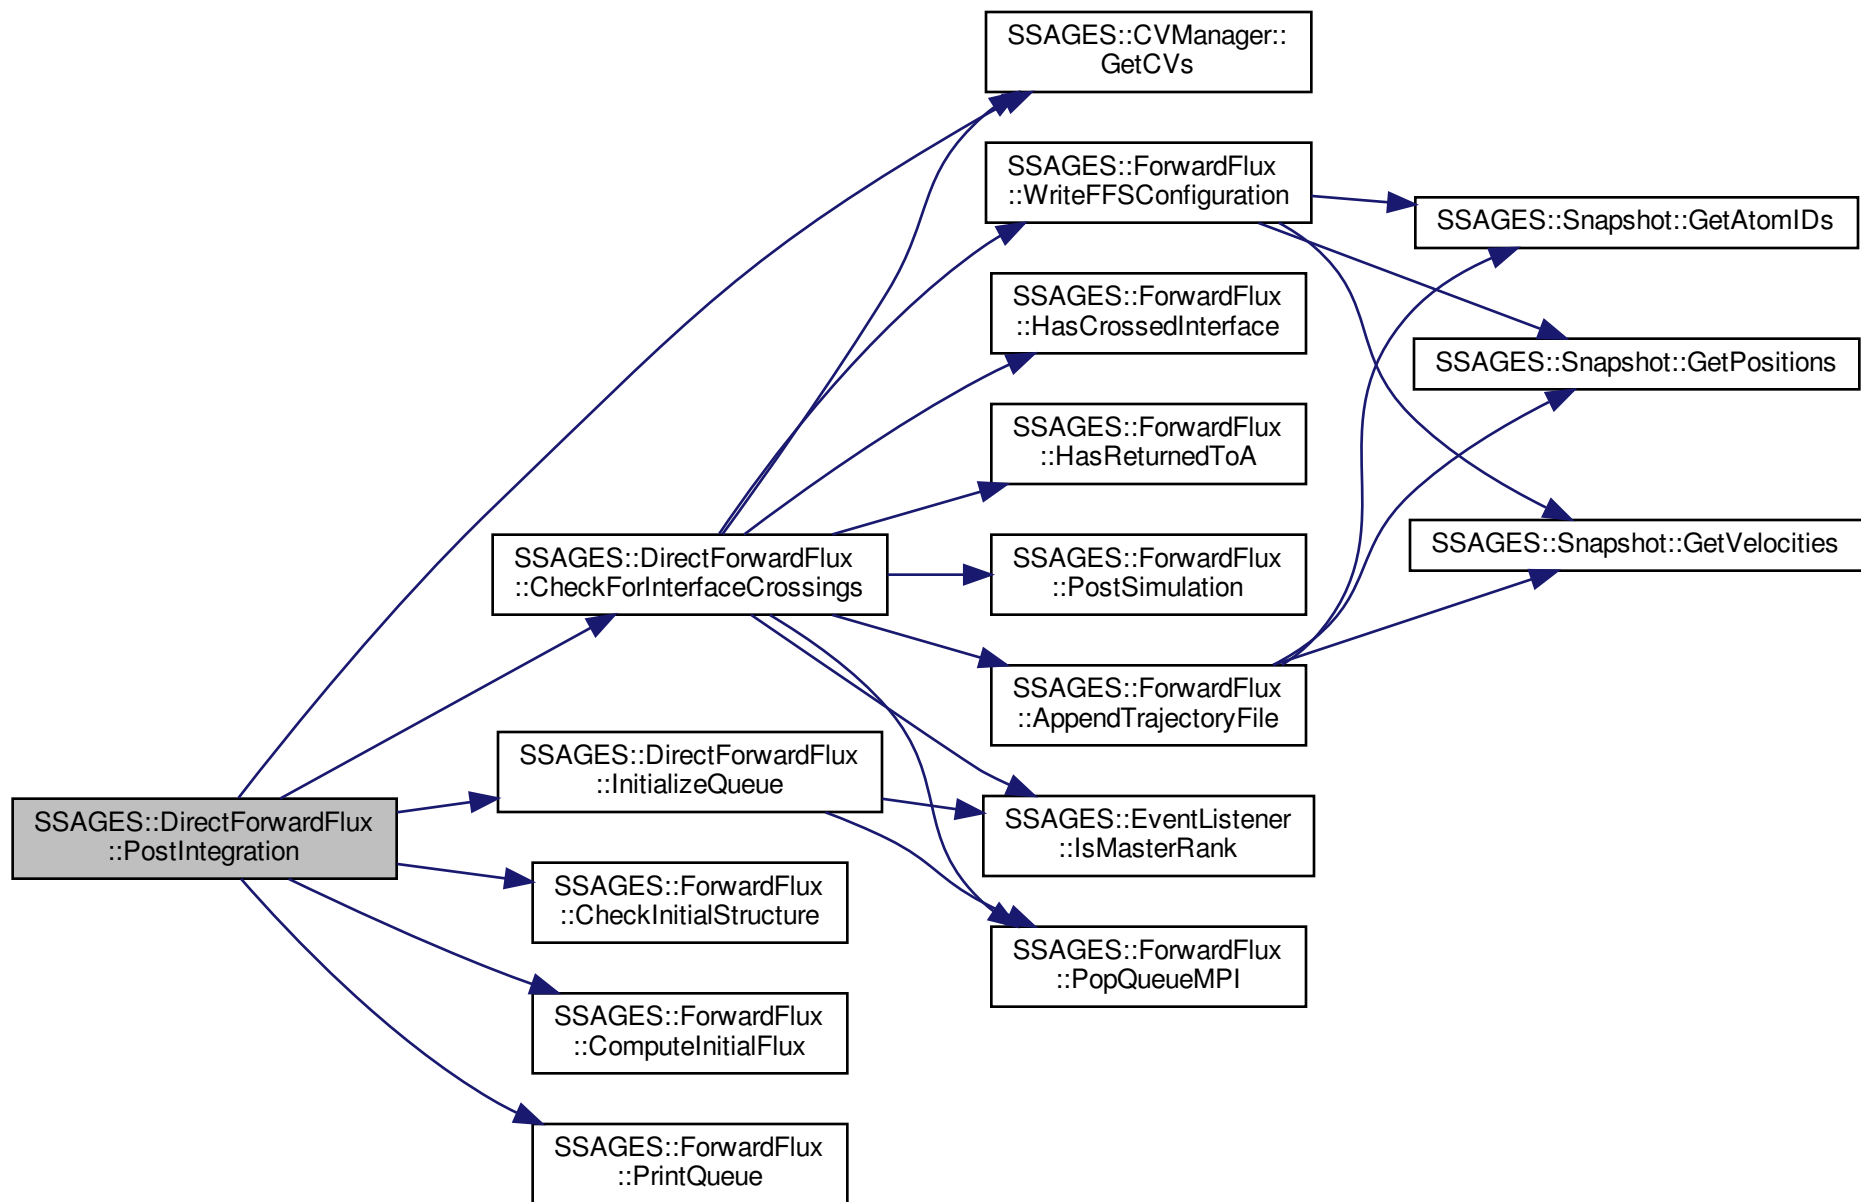 SSAGES::CVManager::
GetCVs
SSAGES::ForwardFlux
::WriteFFSConfiguration
SSAGES::Snapshot::GetAtomIDs
SSAGES::ForwardFlux
::HasCrossedInterface
SSAGES::Snapshot::GetPositions
SSAGES::ForwardFlux
::HasReturnedToA
SSAGES::DirectForwardFlux
::CheckForInterfaceCrossings
SSAGES::ForwardFlux
::PostSimulation
SSAGES::Snapshot::GetVelocities
SSAGES::ForwardFlux
::AppendTrajectoryFile
SSAGES::DirectForwardFlux
::InitializeQueue
SSAGES::DirectForwardFlux
::PostIntegration
SSAGES::EventListener
::IsMasterRank
SSAGES::ForwardFlux
::CheckInitialStructure
SSAGES::ForwardFlux
::PopQueueMPI
SSAGES::ForwardFlux
::ComputeInitialFlux
SSAGES::ForwardFlux
::PrintQueue